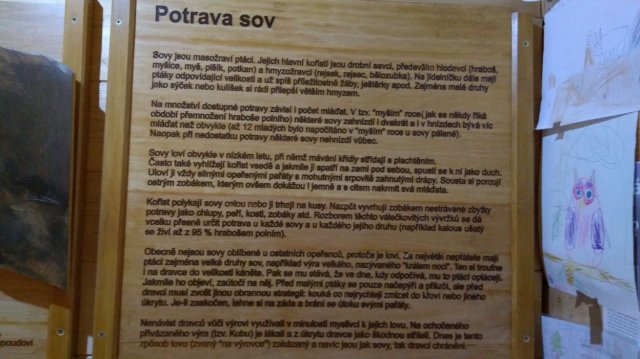 Potrava sov
Sovy jsou masožraví ptáci. Jejich hlavní kořistí jsou drobní savci, především hlodavci (hraboš,
myšice, myš, plšík, potkan) a hmyzožravci (rejsek, rejsec, bělozubka). Na jídelníčku dále mají
ptáky odpovídající velikosti a už spíš příležitostně žáby, ještěrky apod. Zejména malé druhy
jako sýček nebo kulíšek si rádi přilepší větším hmyzem.
Na množství dostupné potravy závisí i počet mláďat. V tzv. "myším" roce (jak se někdy říká
období přemnožení hraboše polního) některé sovy zahnízdí i dvakrát a i v hnízdech bývá víc
mláďat než obvykle (až 12 mladých bylo napočítáno v "myším" roce u sovy pálené).
Naopak při nedostatku potravy některé sovy nehnízdí vůbec.
Sovy loví obvykle v nízkém letu, při němž mávání křídly střídají s plachtěním.
Často také vyhlížejí kořist vsedě a jakmile ji spatří na zemi pod sebou, spustí se k ní jako duch.
Uloví ji vždy silnými opeřenými pařáty s mohutnými srpovitě zahnutými drápy. Sousta si porcují
ostrým zobákem, kterým ovšem dokážou i jemně a s citem nakrmit svá mláďata.
Kořist polykají sovy celou nebo ji trhají na kusy. Nazpět vyvrhují zobákem nestrávené zbytky
potravy jako chlupy, peří, kosti, zobáky atd. Rozborem těchto válečkovitých vývržků se dá
vcelku přesně určit potrava u každé sovy a u každého jejího druhu (například kalous ušatý
se živí až z 95 % hrabošem polním).
Obecně nejsou sovy oblíbené u ostatních opeřenců, protože je loví. Za největší nepřátele mají
ptáci zejména velké druhy sov, například výra velkého, nazývaného "králem noci". Ten si troufne
i na dravce do velikosti káněte. Pak se mu stává, že ve dne, kdy odpočívá, mu to ptáci oplácejí.
Jakmile ho objeví, zaútočí na něj. Před malými ptáky se pouze načepýří a přikrčí, ale před
dravci musí zvolit jinou obrannou strategii: kouká co nejrychleji zmizet do křoví nebo jiného
úkrytu. Je-li zaskočen, lehne si na záda a brání se útoku svými pařáty.
Nenávist dravců vůči výrovi využívali v minulosti myslivci k jejich lovu. Na ochočeného
přivázaného výra (tzv. Kubu) je lákali a z úkrytu dravce jako škodnou stříleli. Dnes je tento
způsob lovu (zvaný "na výrovce") zakázaný a navíc jsou jak sovy, tak dravci chráněni.
poupodoví